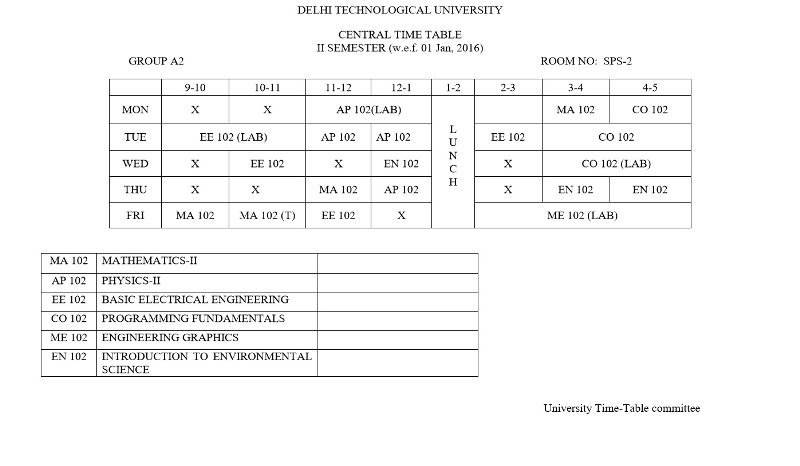 DELHI TECHNOLOGICAL UNIVERSITY
CENTRAL TIME TABLE
II SEMESTER (w.e.f. 01 Jan, 2016)
GROUP A2 ROOM NO: SPS-2
9-10 10-11 11-12 12-1 1-2 2-3 3-4 4-5
MON X X AP 102(LAB) LUNCH MA 102 CO 102
TUE EE 102 (LAB) AP 102 AP 102 EE 102 CO 102
WED X EE 102 X EN 102 X CO 102 (LAB)
THU X X MA 102 AP 102 X EN 102 EN 102
FRI MA 102 MA 102 (T) EE 102 X ME 102 (LAB)
MA 102 MATHEMATICS-II
AP 102 PHYSICS-II
EE 102 BASIC ELECTRICAL ENGINEERING
CO 102 PROGRAMMING FUNDAMENTALS
ME 102 ENGINEERING GRAPHICS
EN 102 INTRODUCTION TO ENVIRONMENTAL
SCIENCE
University Time-Table committee